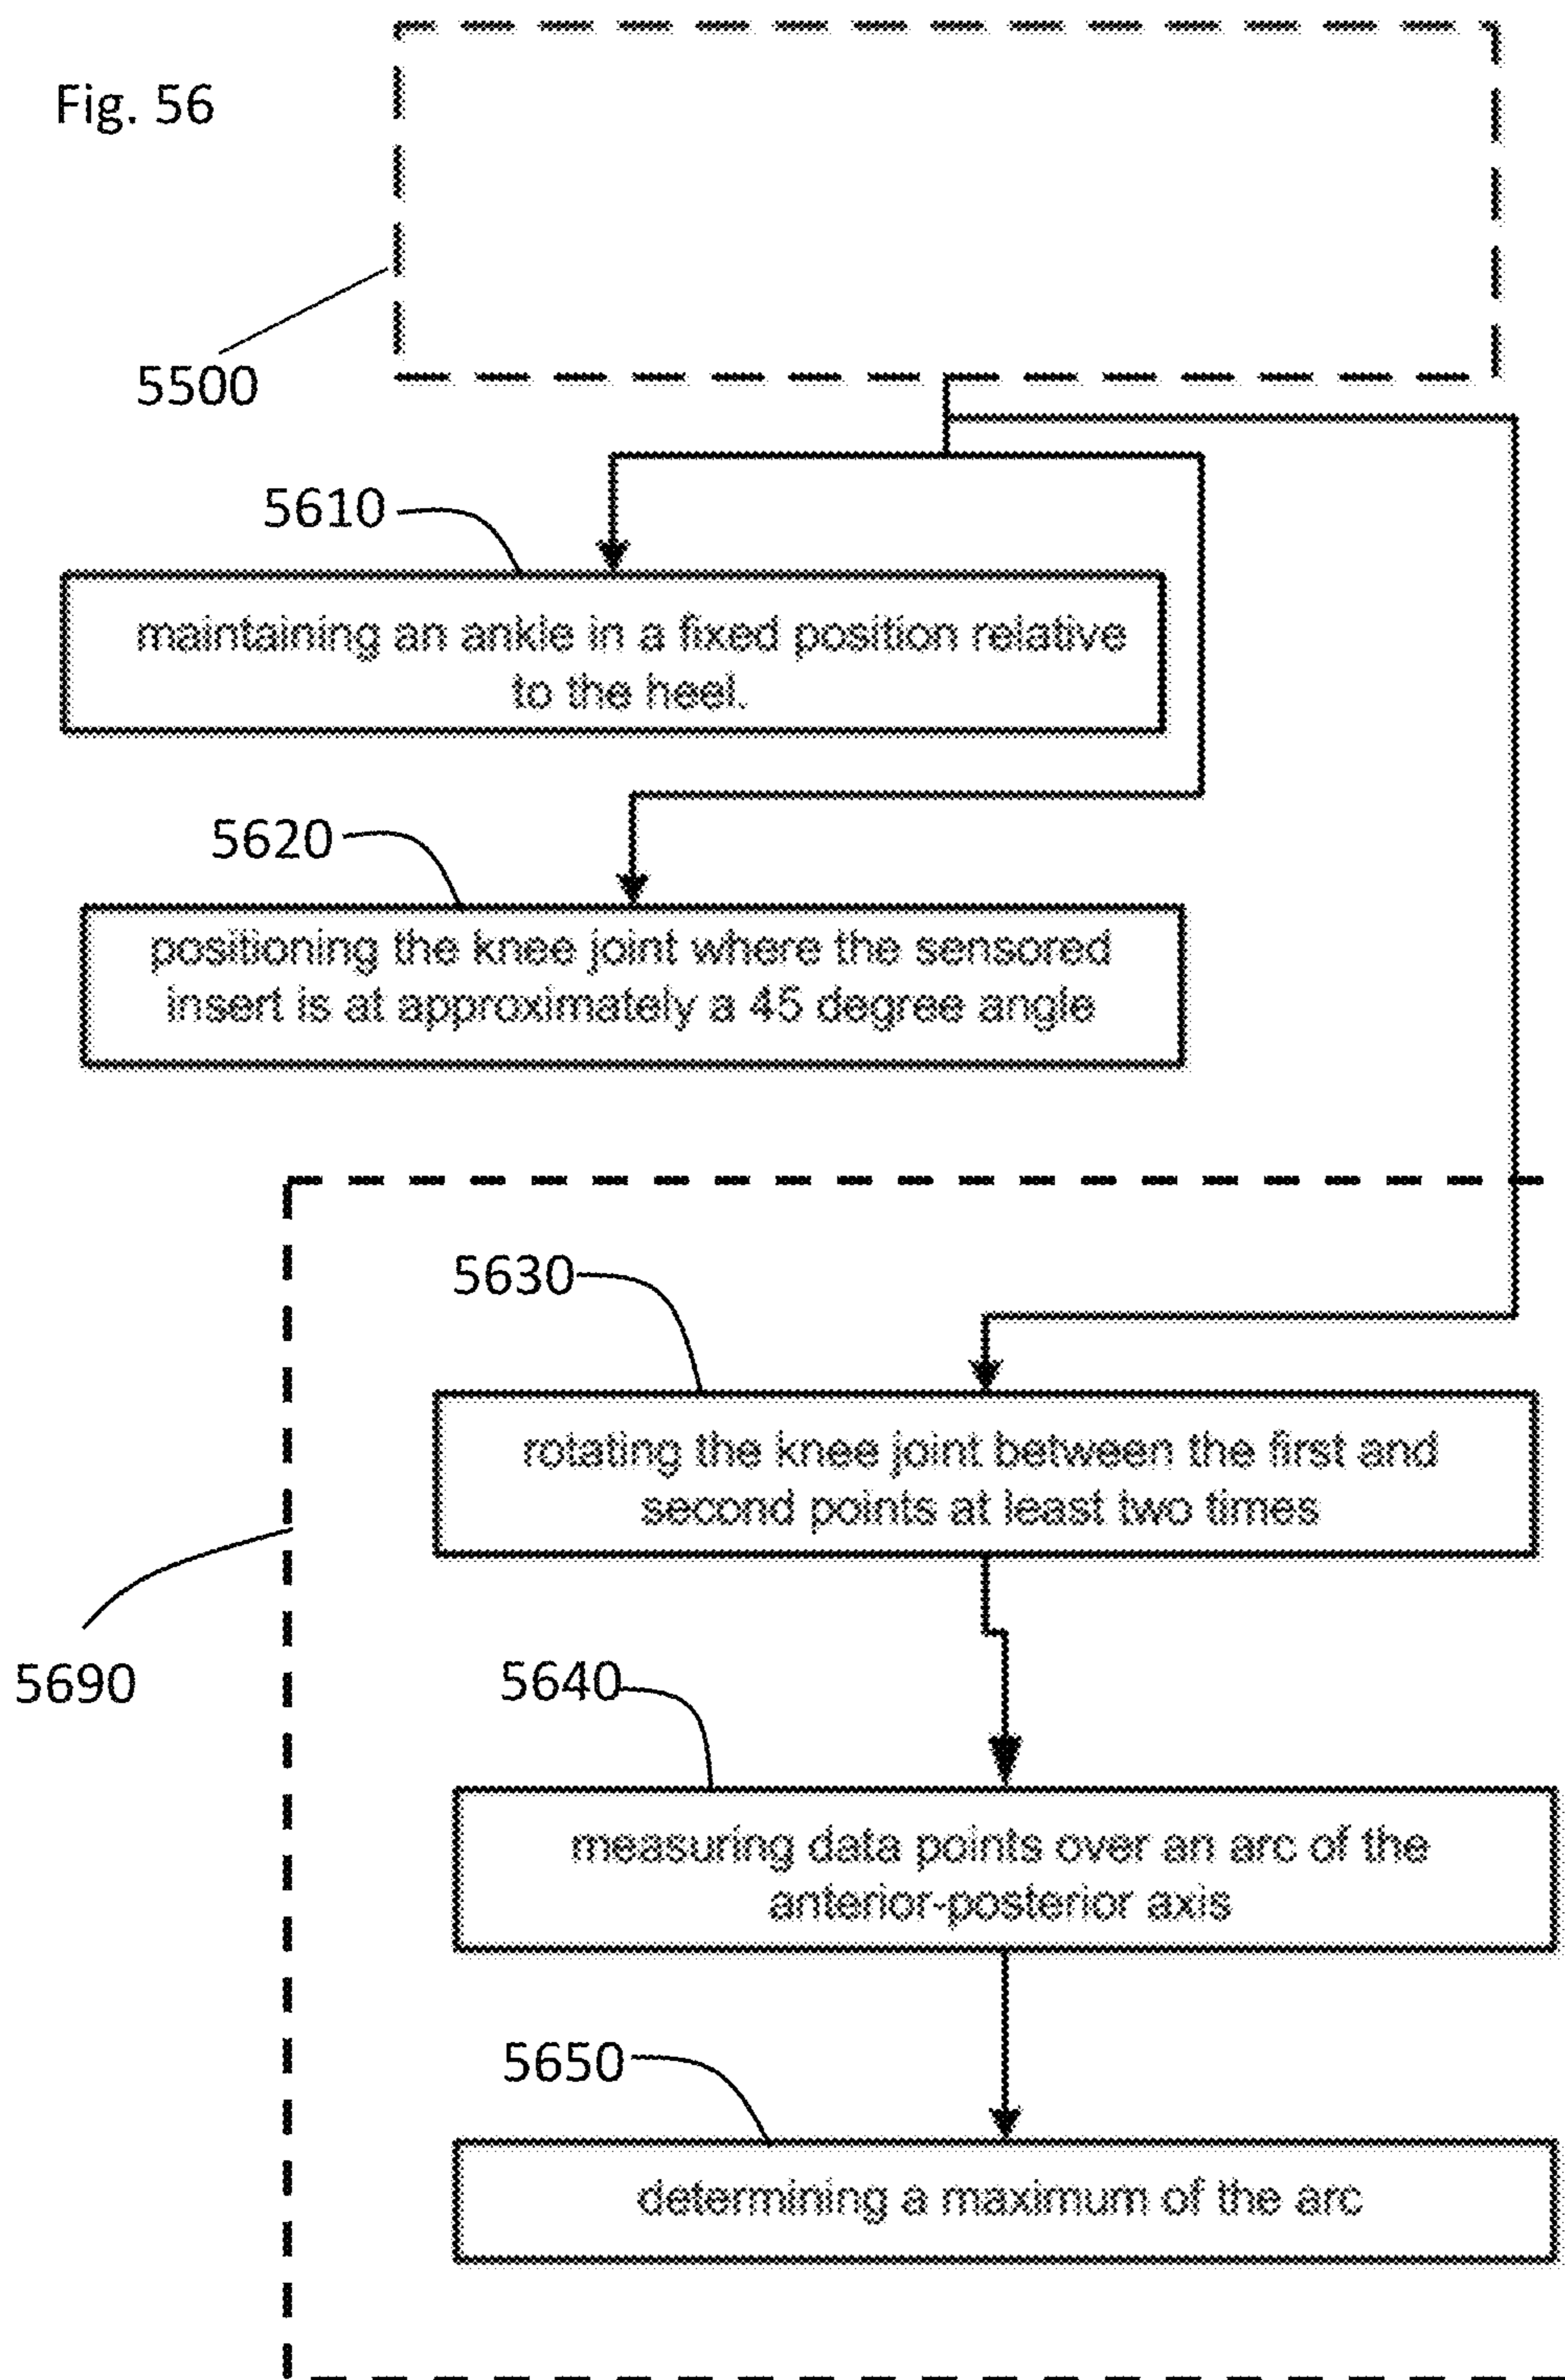 Fig. 56
5500
5610
maintaining an ankle in a fixed position relative
to the heel.
5620
positioning the knee joint where the sensored
insert is at approximately a 45 degree angle
5630
rotating the knee joint between the first and
second points at least two times
5690
5640
measuring data points over an arc of the
anterior-posterior axis
5650
determining a maximum of the arc